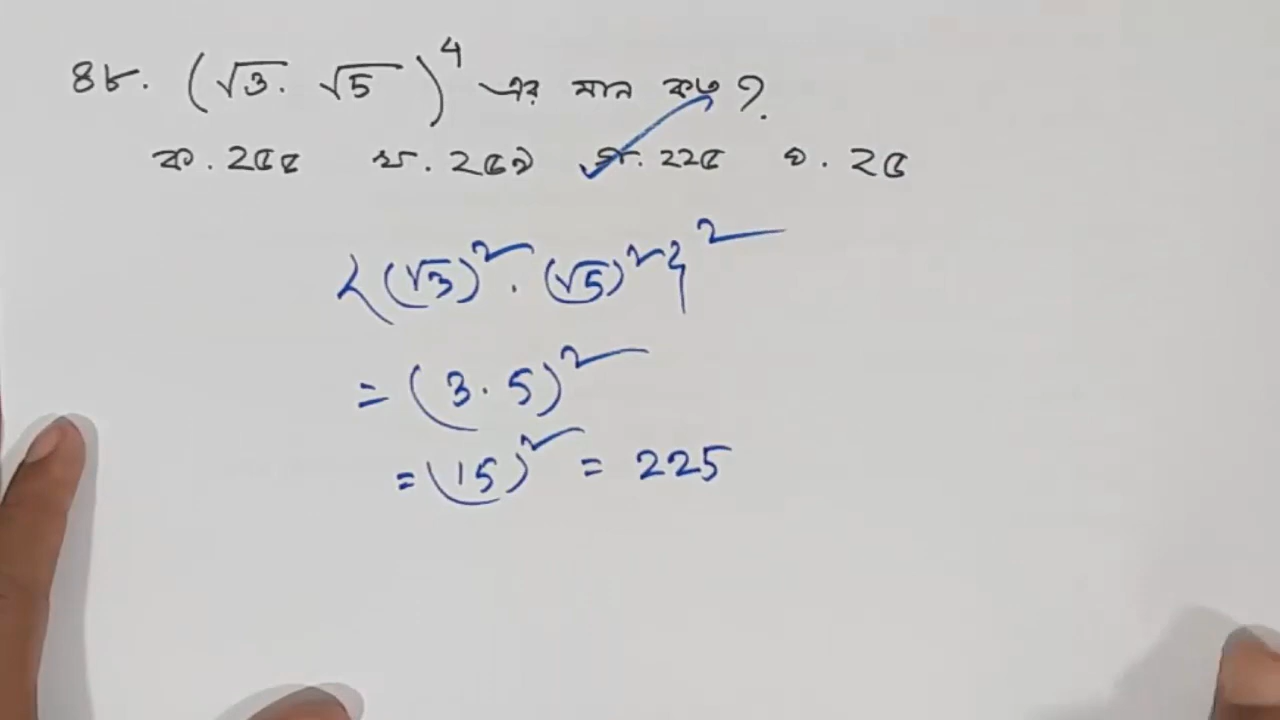 ৪৮. (√3. √5)⁴ এর মান কত?
ক. ২৫৫ খ. ২৫৭ গ. ২২৫ ঘ. ২৫
{(√3)² . (√5)²}²
= (3.5)²
= (15)² = 225